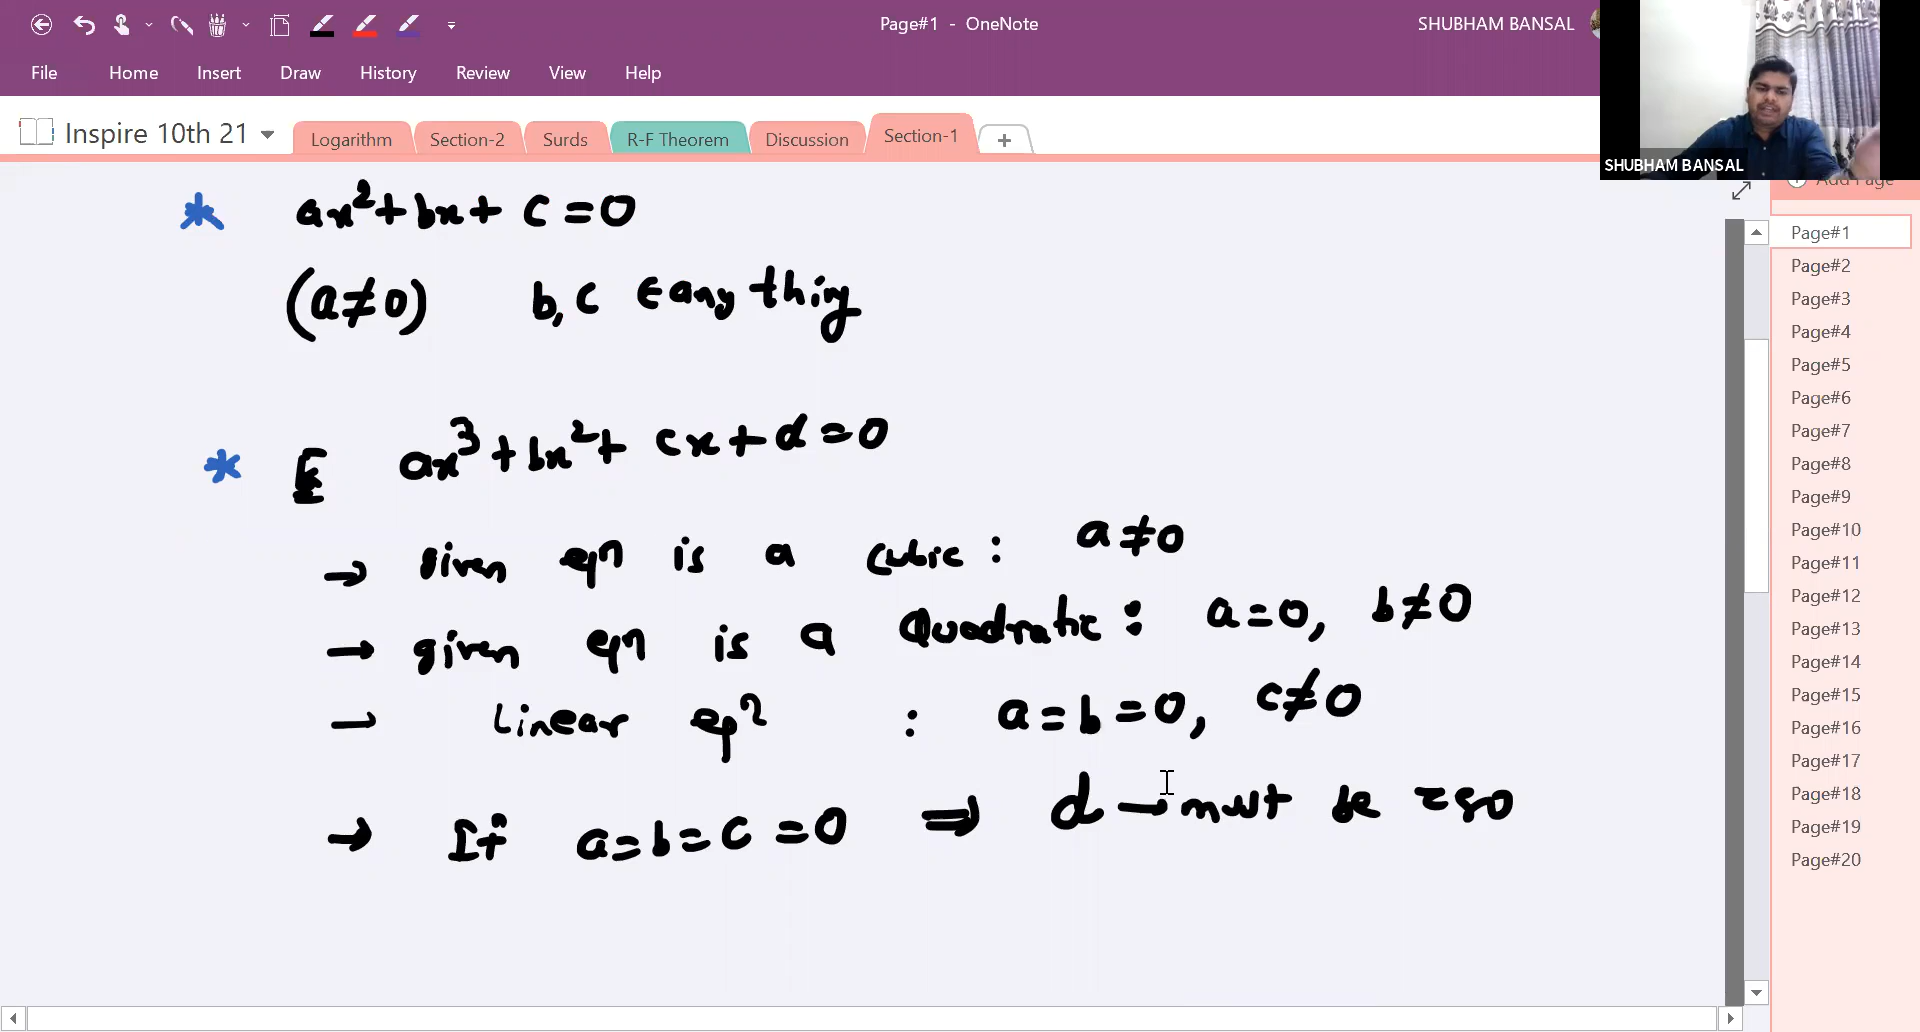 Page#1 - OneNote
SHUBHAM BANSAL
File Home Insert Draw History Review View Help
Inspire 10th 21
Logarithm Section-2 Surds R-F Theorem Discussion Section-1
SHUBHAM BANSAL
Add Page
* ax²+bx+c=0
(a≠0) b,c ∈ any thing
* E ax³+bx²+cx+d=0
→ given eqn is a cubic : a≠0
→ given eqn is a Quadratic : a=0, b≠0
→ Linear eqn : a=b=0, c≠0
→ If a=b=c=0 ⇒ d → must be zero
Page#1
Page#2
Page#3
Page#4
Page#5
Page#6
Page#7
Page#8
Page#9
Page#10
Page#11
Page#12
Page#13
Page#14
Page#15
Page#16
Page#17
Page#18
Page#19
Page#20